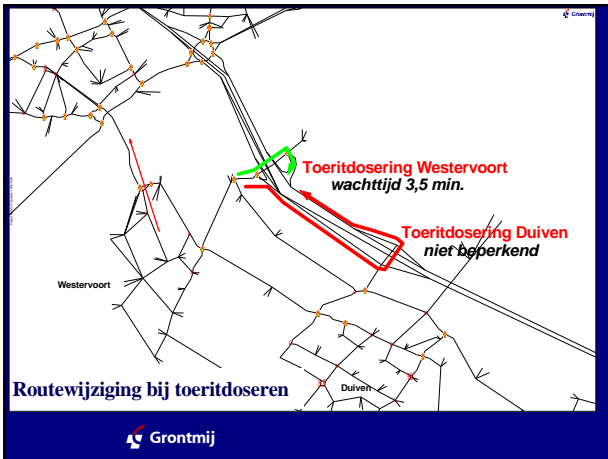 Grontmij
Toeritdosering Westervoort
wachttijd 3,5 min.
Toeritdosering Duiven
niet beperkend
Westervoort
Duiven
Routewijziging bij toeritdoseren
Grontmij